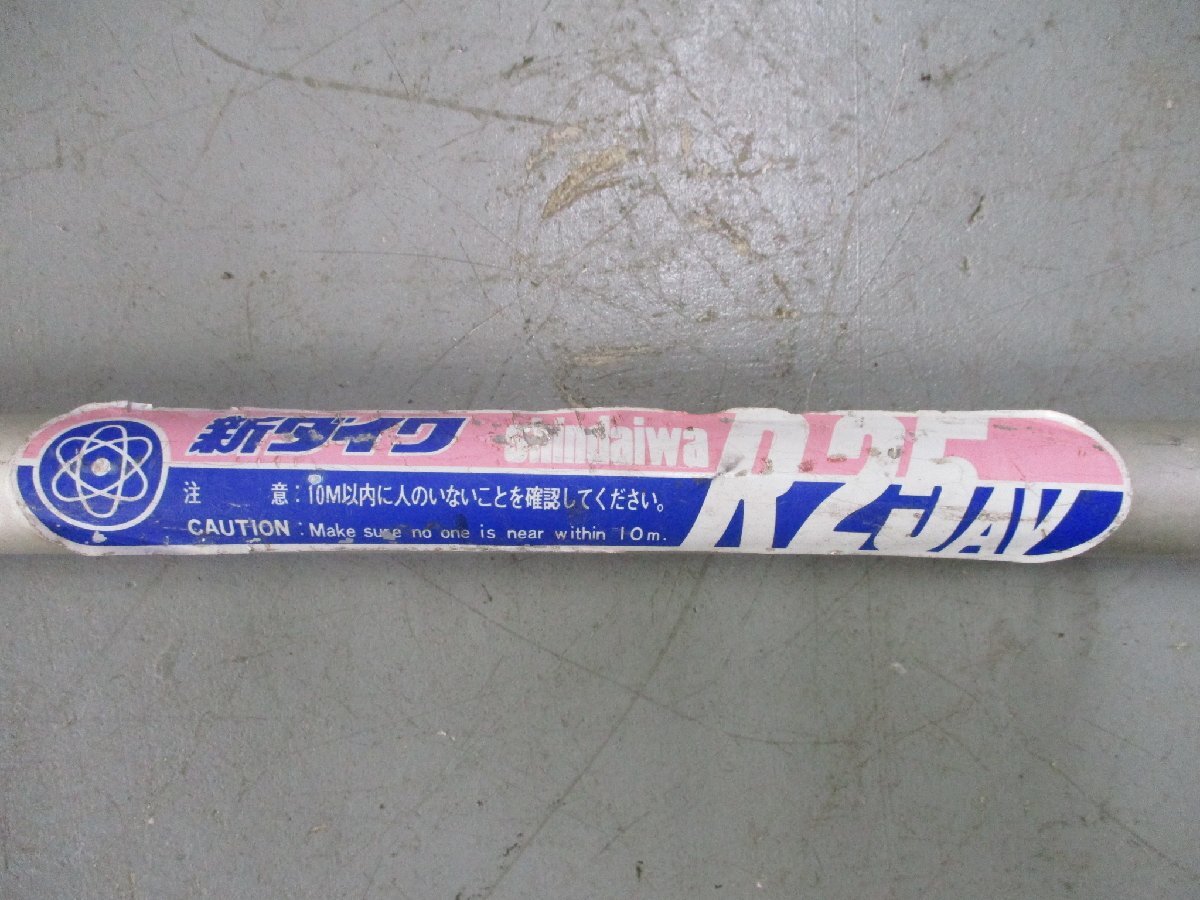 新ダイワ shindaiwa R25 DAY
注 意:10M以内に人のいないことを確認してください。
CAUTION : Make sure no one is near within 10m.